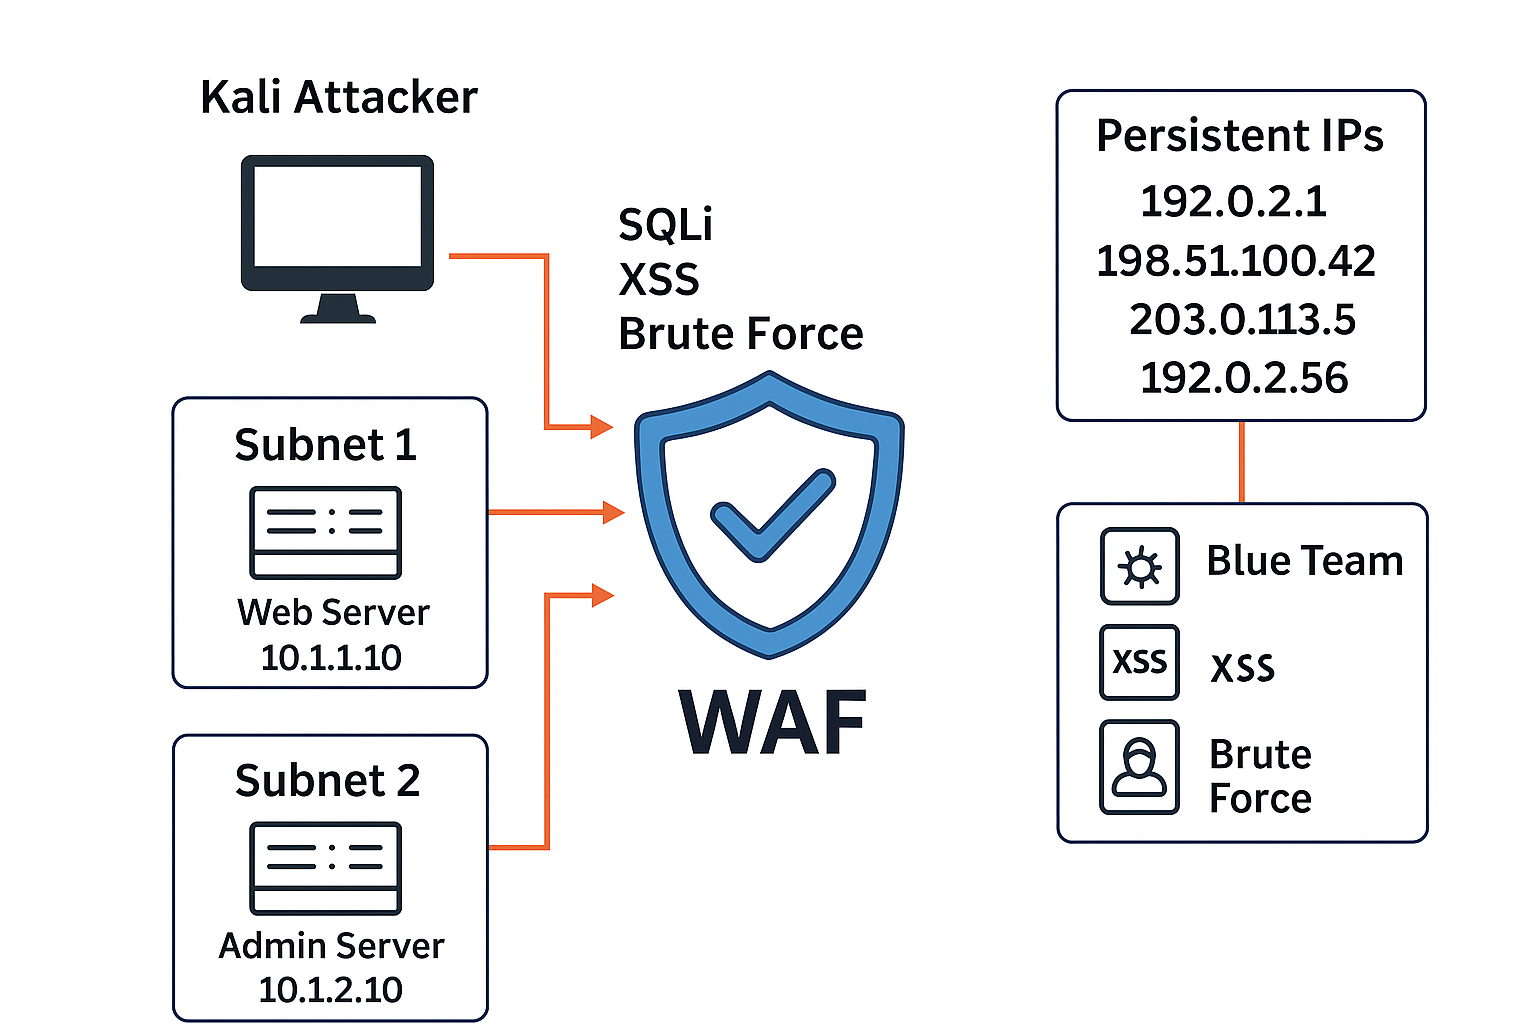 Kali Attacker
SQLi
XSS
Brute Force
Subnet 1
Web Server
10.1.1.10
Subnet 2
Admin Server
10.1.2.10
WAF
Persistent IPs
192.0.2.1
198.51.100.42
203.0.113.5
192.0.2.56
Blue Team
XSS
XSS
Brute
Force